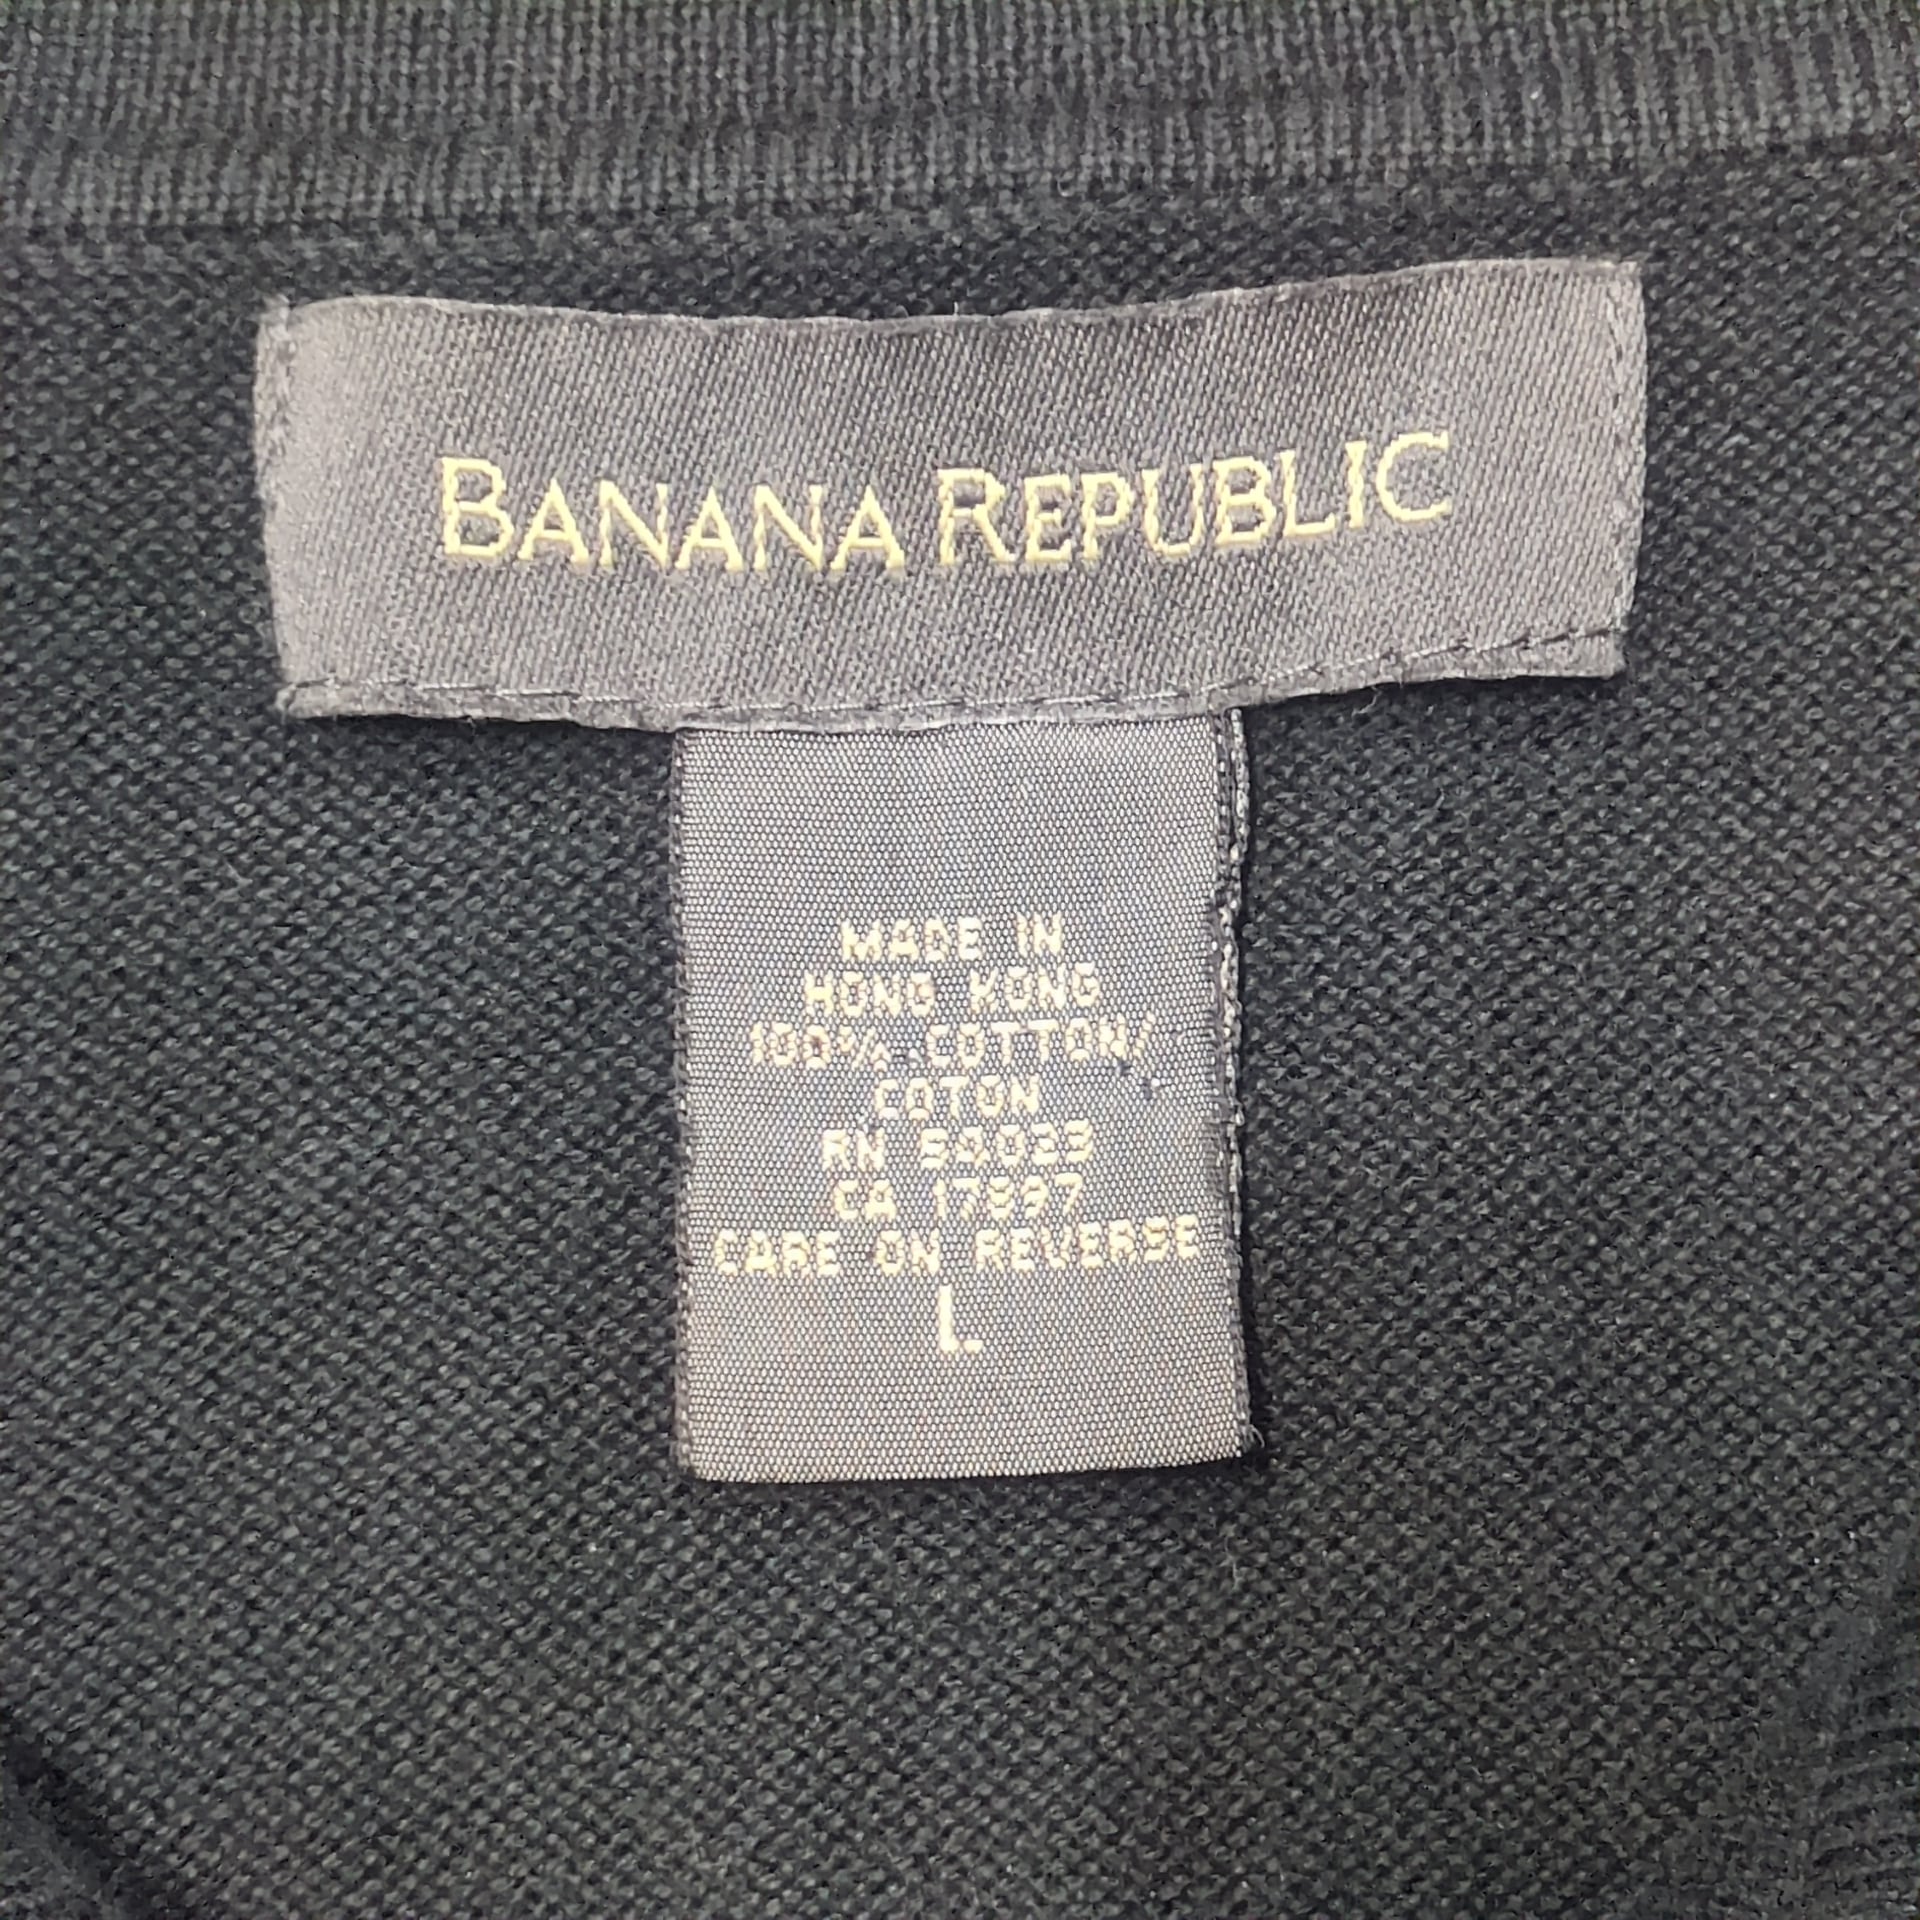 BANANA REPUBLIC
MADE IN
HONG KONG
100% COTTON/
COTON
RN 54023
CA 17897
CARE ON REVERSE
L